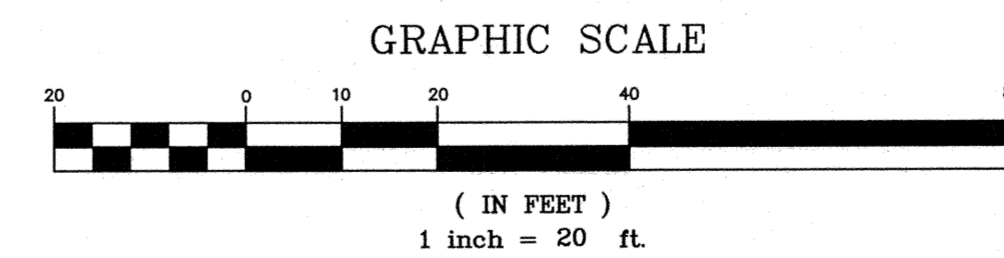 GRAPHIC SCALE
20 0 10 20 40
( IN FEET )
1 inch = 20 ft.